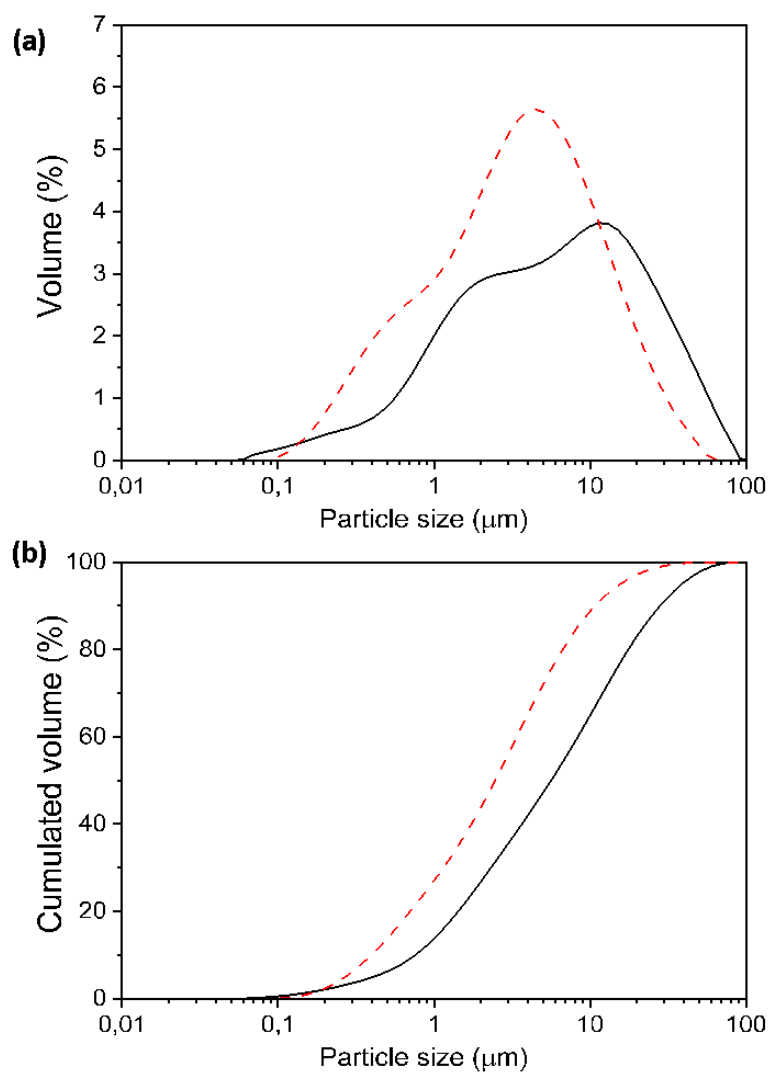 (a)
7
6
5
4
3
2
1
0
Volume (%)
0,01 0,1 1 10 100
Particle size (μm)
(b)
100
80
60
40
20
0
Cumulated volume (%)
0,01 0,1 1 10 100
Particle size (μm)